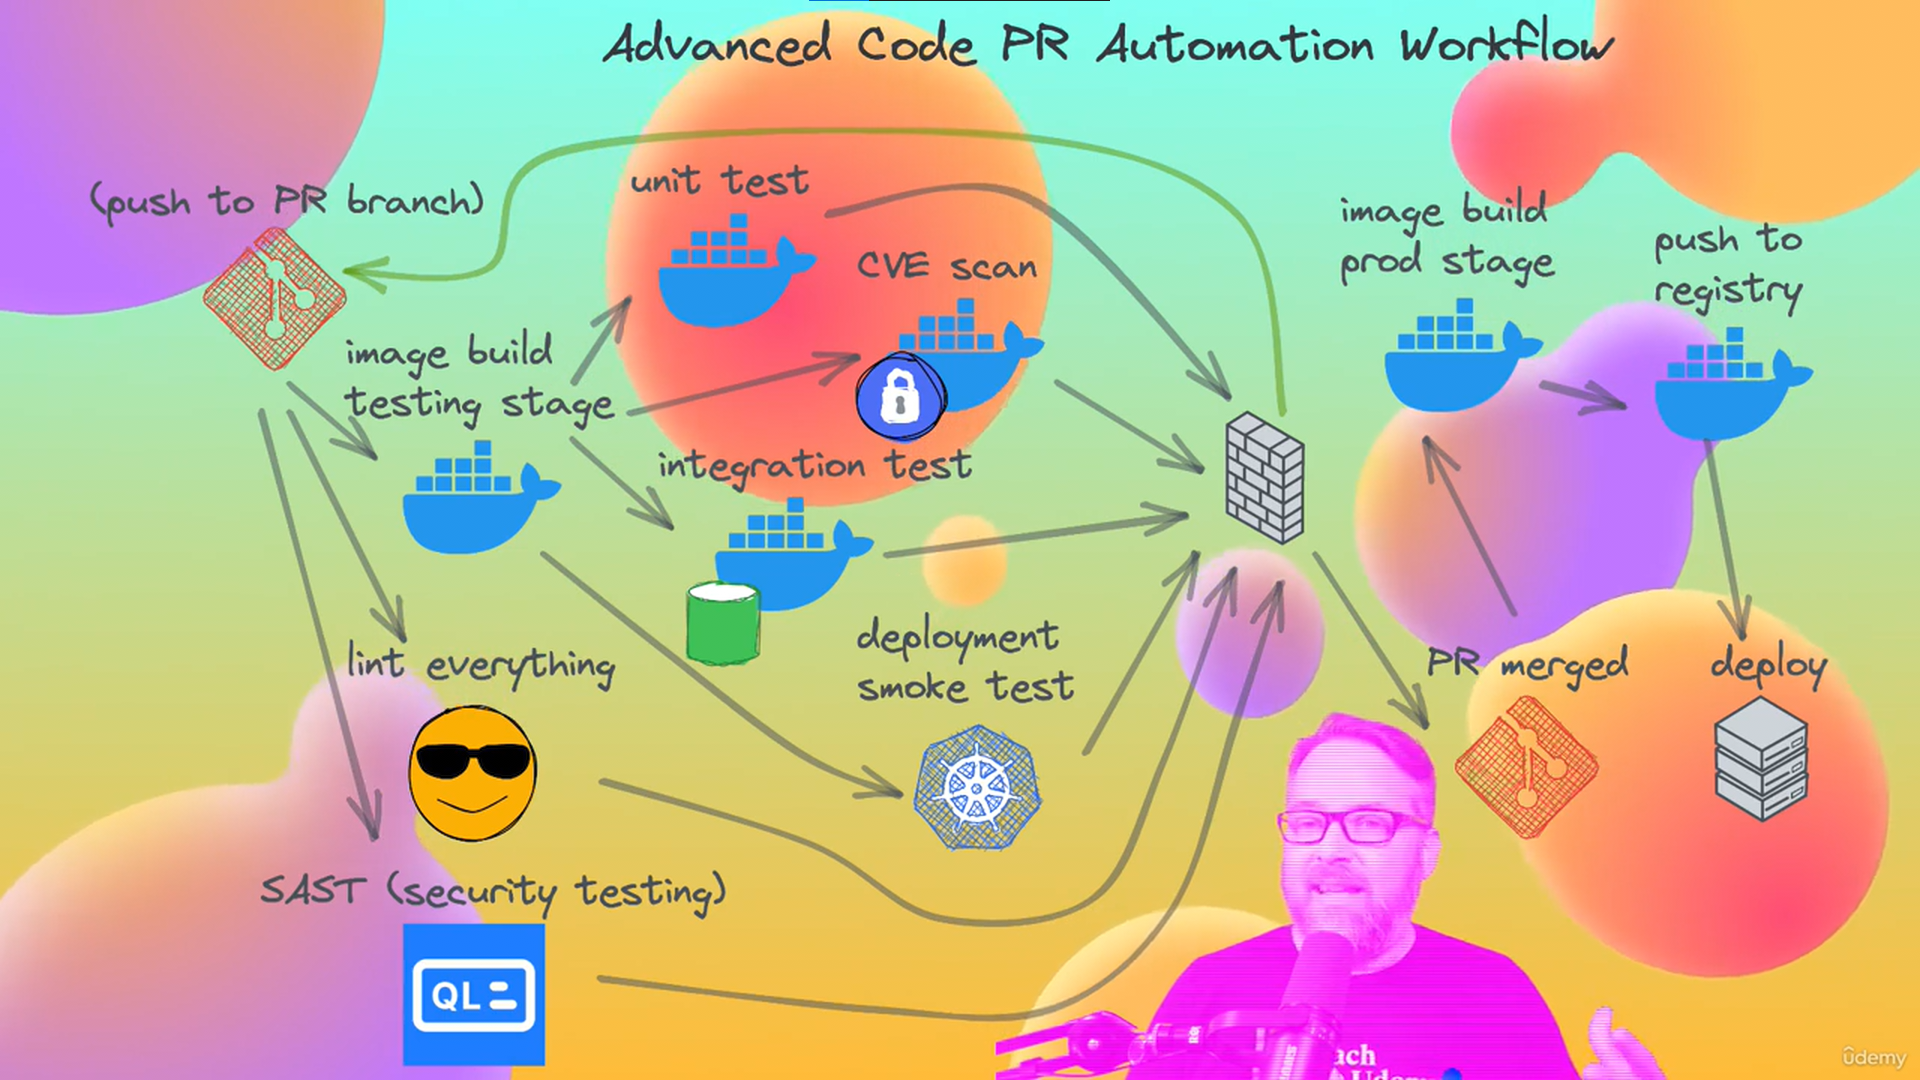 Advanced Code PR Automation Workflow
(push to PR branch)
unit test
CVE scan
image build
prod stage
push to
registry
image build
testing stage
integration test
deployment
smoke test
lint everything
PR merged
deploy
SAST (security testing)
QL
ach
Udemy
ûdemy